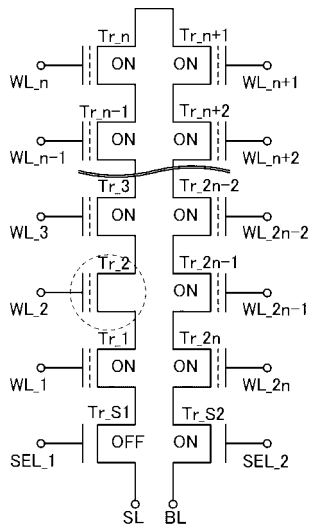 Tr_n Tr_n+1
ON ON
WL_n WL_n+1
Tr_n-1 Tr_n+2
ON ON
WL_n-1 WL_n+2
Tr_3 Tr_2n-2
ON ON
WL_3 WL_2n-2
Tr_2 Tr_2n-1
ON
WL_2 WL_2n-1
Tr_1 Tr_2n
ON ON
WL_1 WL_2n
Tr_S1 Tr_S2
OFF ON
SEL_1 SEL_2
SL BL